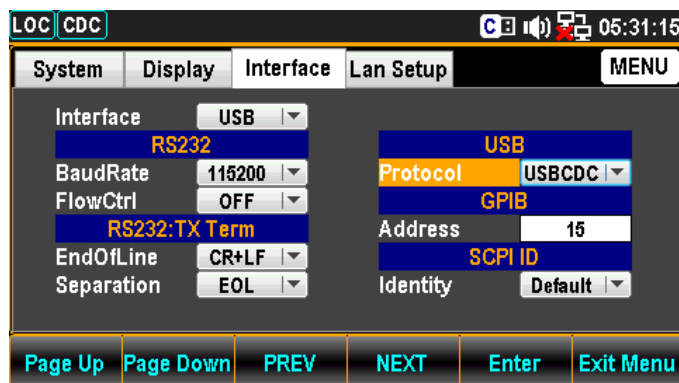 LOC CDC C 05:31:15
System Display Interface Lan Setup MENU
Interface USB
RS232 USB
BaudRate 115200 Protocol USBCDC
FlowCtrl OFF GPIB
RS232:TX Term Address 15
EndOfLine CR+LF SCPI ID
Separation EOL Identity Default
Page Up Page Down PREV NEXT Enter Exit Menu